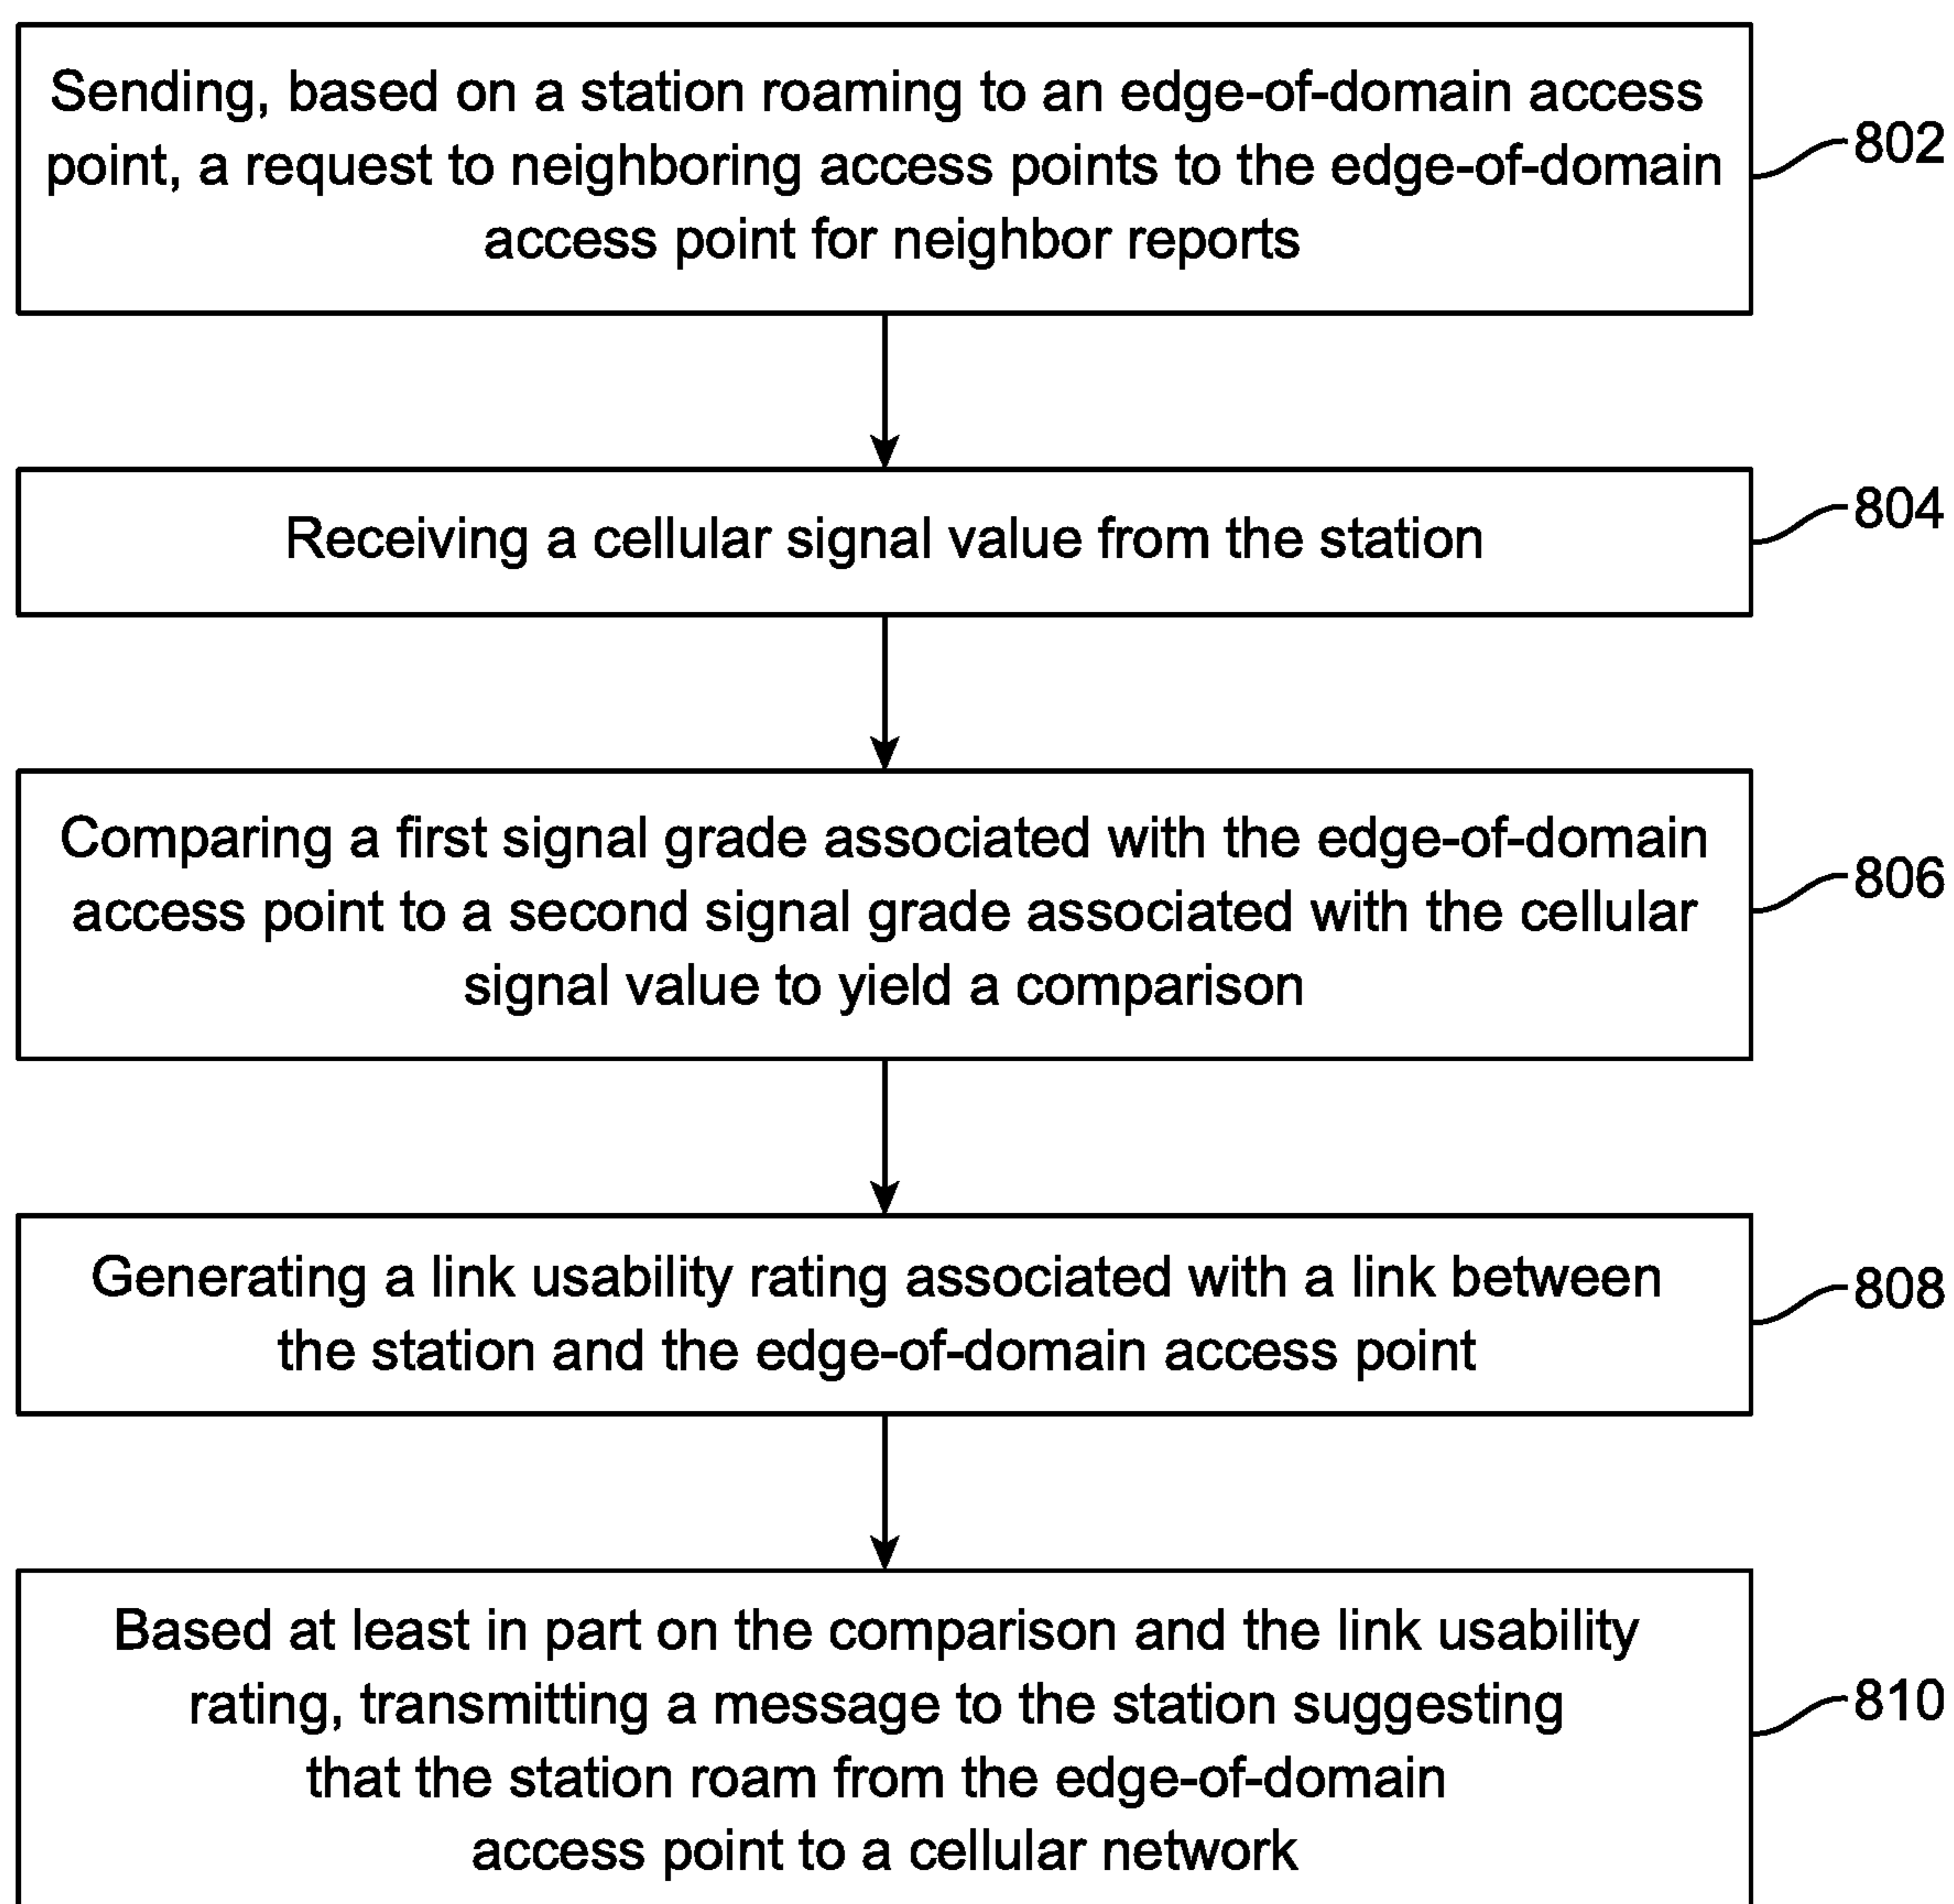 Sending, based on a station roaming to an edge-of-domain access
point, a request to neighboring access points to the edge-of-domain
access point for neighbor reports
802
Receiving a cellular signal value from the station
804
Comparing a first signal grade associated with the edge-of-domain
access point to a second signal grade associated with the cellular
signal value to yield a comparison
806
Generating a link usability rating associated with a link between
the station and the edge-of-domain access point
808
Based at least in part on the comparison and the link usability
rating, transmitting a message to the station suggesting
that the station roam from the edge-of-domain
access point to a cellular network
810